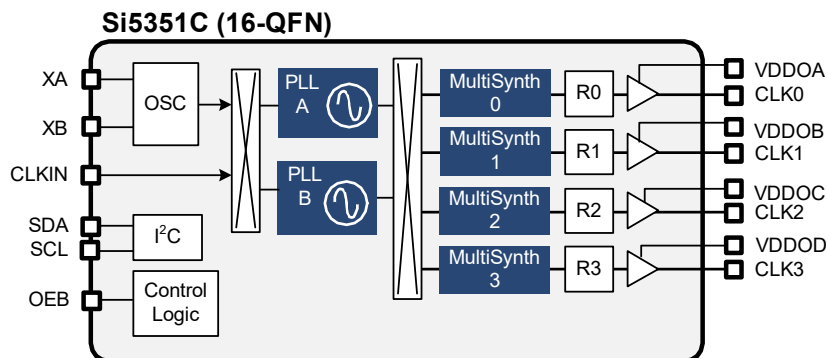 Si5351C (16-QFN)
XA
XB
CLKIN
SDA
SCL
OEB
OSC
I²C
Control
Logic
PLL
A
PLL
B
MultiSynth
0
MultiSynth
1
MultiSynth
2
MultiSynth
3
R0
R1
R2
R3
VDDOA
CLK0
VDDOB
CLK1
VDDOC
CLK2
VDDOD
CLK3